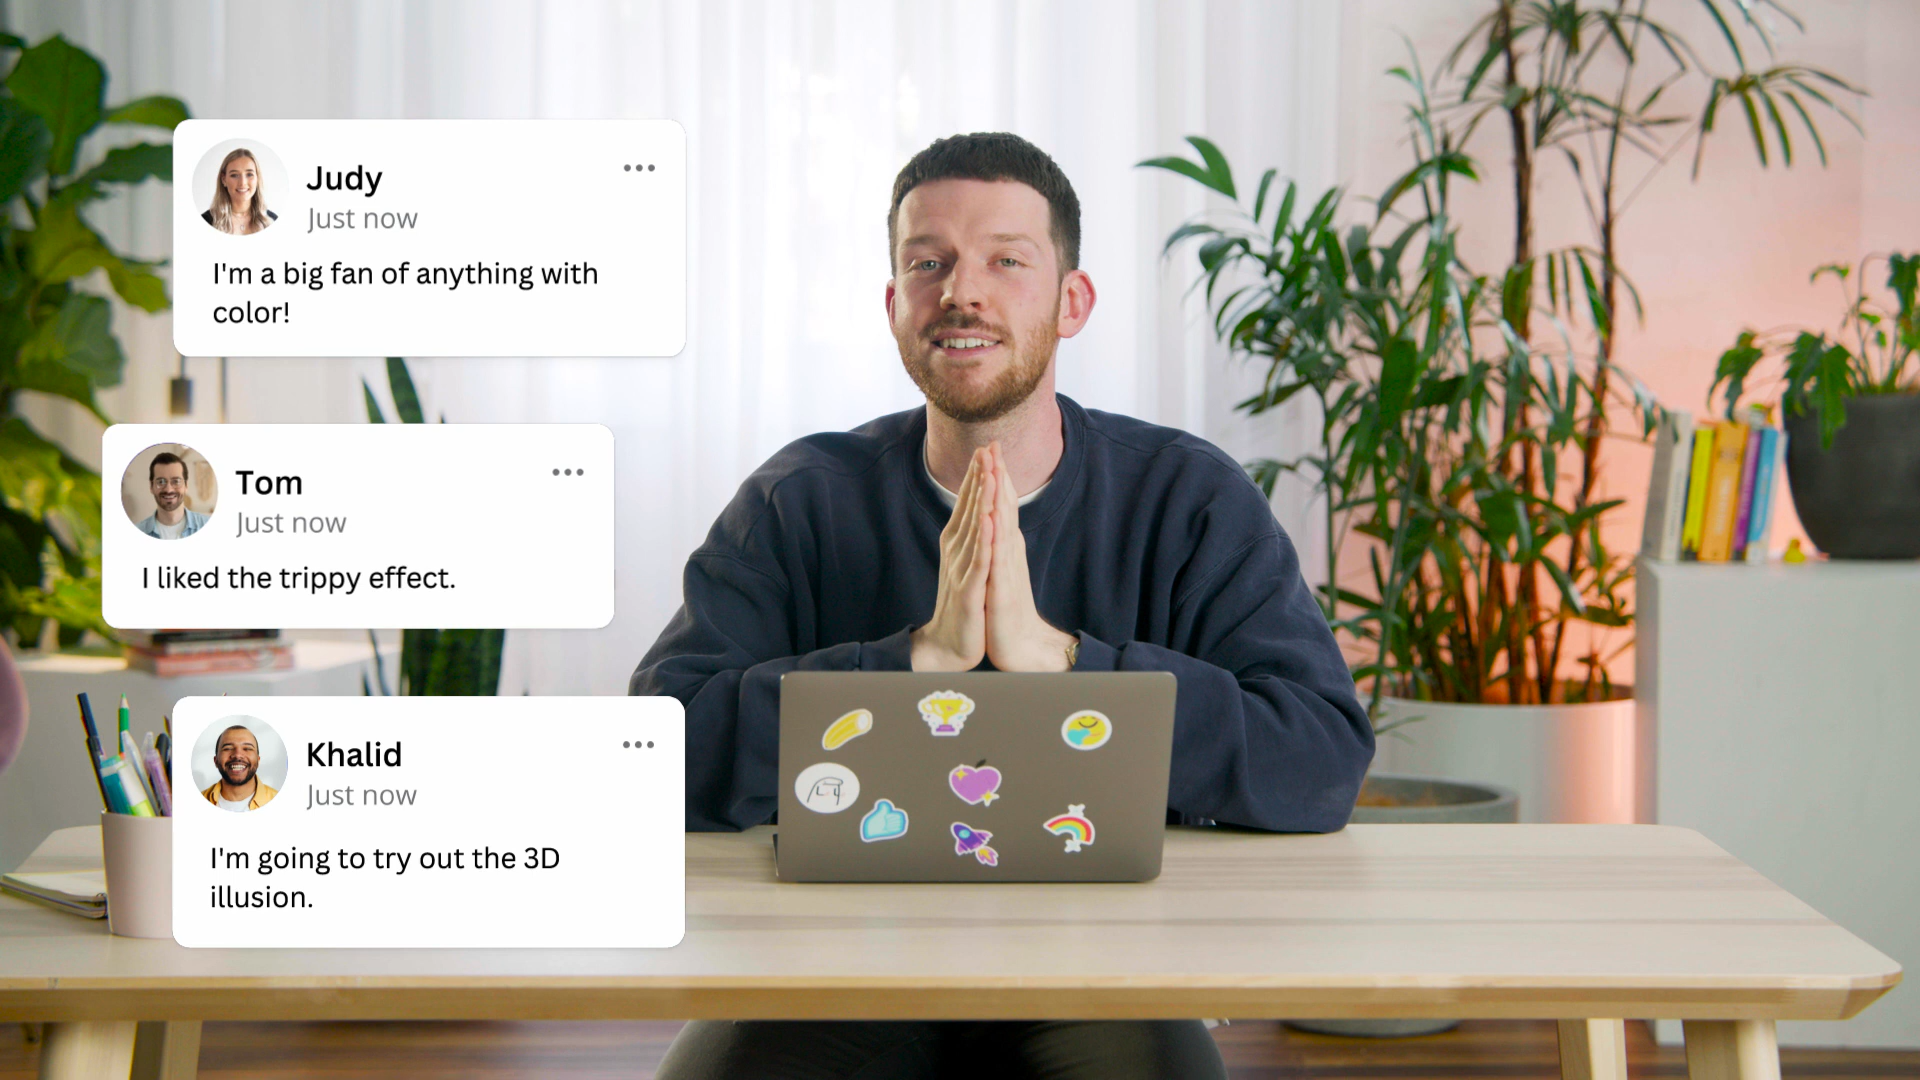 Judy
Just now
I'm a big fan of anything with
color!
Tom
Just now
I liked the trippy effect.
Khalid
Just now
I'm going to try out the 3D
illusion.